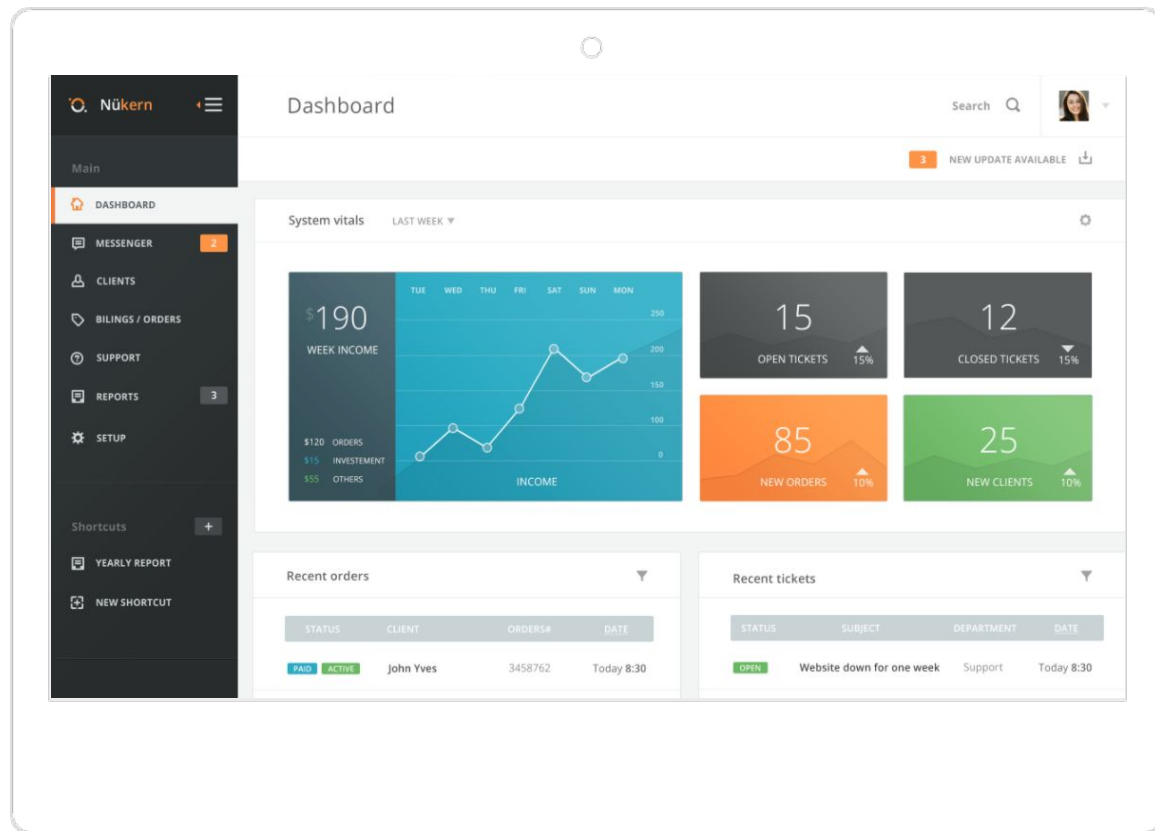 Nükern
Dashboard
Search
3 NEW UPDATE AVAILABLE
Main
DASHBOARD
MESSENGER 2
CLIENTS
BILINGS / ORDERS
SUPPORT
REPORTS 3
SETUP
Shortcuts +
YEARLY REPORT
NEW SHORTCUT
System vitals LAST WEEK
$190
WEEK INCOME
$120 ORDERS
$15 INVESTEMENT
$55 OTHERS
TUE WED THU FRI SAT SUN MON
250
200
150
100
0
INCOME
15
OPEN TICKETS 15%
12
CLOSED TICKETS 15%
85
NEW ORDERS 10%
25
NEW CLIENTS 10%
Recent orders
STATUS CLIENT ORDERS# DATE
PAID ACTIVE John Yves 3458762 Today 8:30
Recent tickets
STATUS SUBJECT DEPARTMENT DATE
OPEN Website down for one week Support Today 8:30